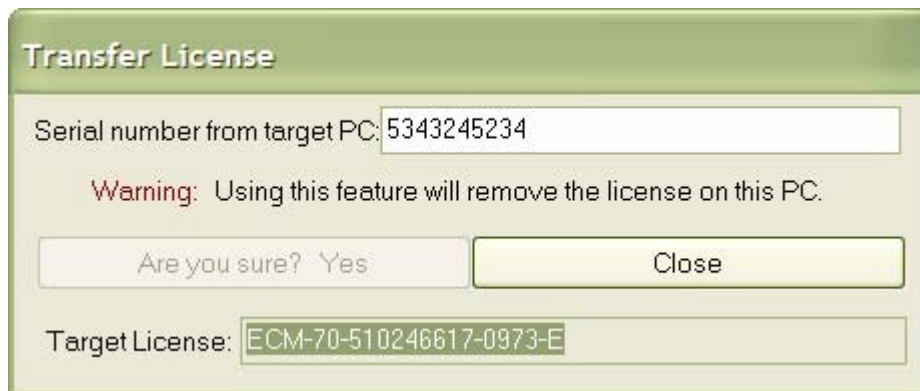 Transfer License
Serial number from target PC: 5343245234
Warning: Using this feature will remove the license on this PC.
Are you sure? Yes Close
Target License: ECM-70-510246617-0973-E